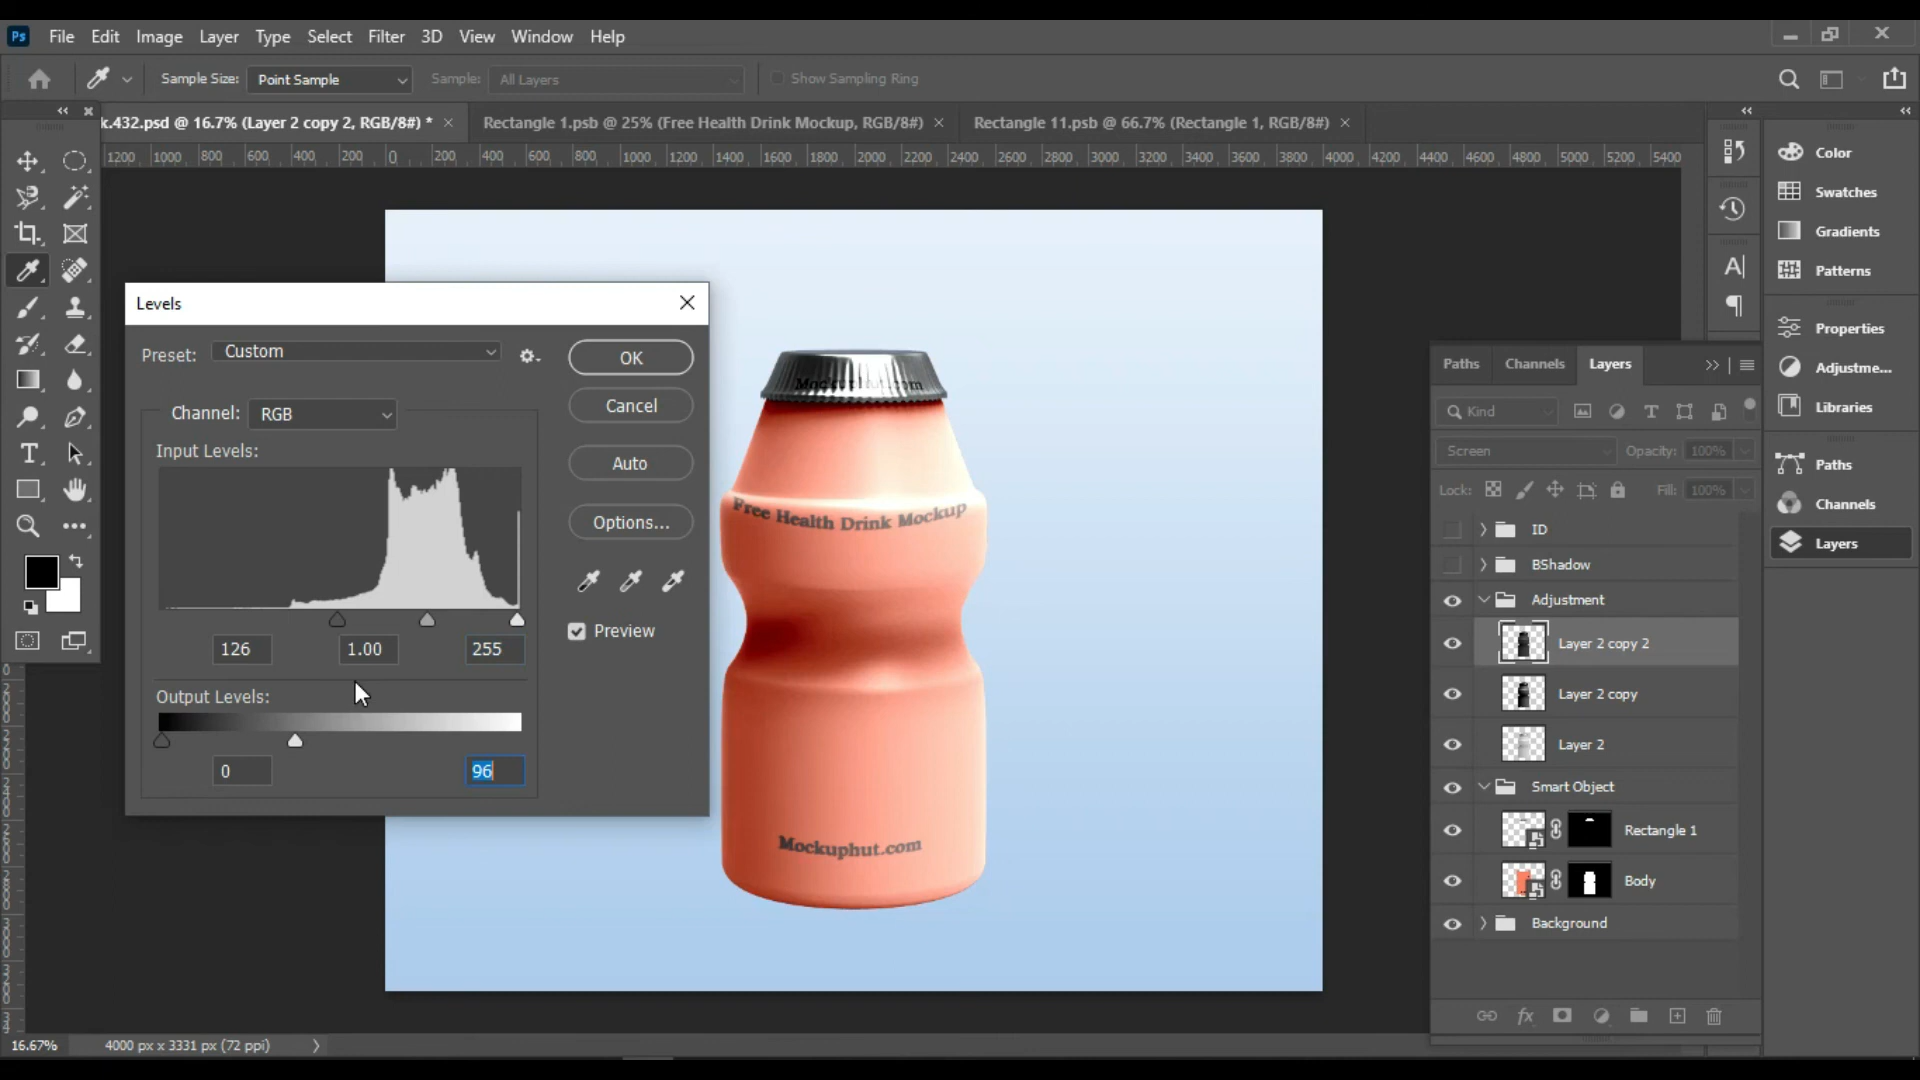 Ps File Edit Image Layer Type Select Filter 3D View Window Help
Sample Size: Point Sample Sample: All Layers Show Sampling Ring
k.432.psd @ 16.7% (Layer 2 copy 2, RGB/8#) * × Rectangle 1.psb @ 25% (Free Health Drink Mockup, RGB/8#) × Rectangle 11.psb @ 66.7% (Rectangle 1, RGB/8#) ×
1200 1000 800 600 400 200 0 200 400 600 800 1000 1200 1400 1600 1800 2000 2200 2400 2600 2800 3000 3200 3400 3600 3800 4000 4200 4400 4600 4800 5000 5200 5400
Color
Swatches
Gradients
Patterns
Properties
Adjustme...
Libraries
Paths
Channels
Layers
Levels
Preset: Custom
OK
Cancel
Channel: RGB
Input Levels:
Auto
Options...
126 1.00 255
Preview
Output Levels:
0 96
Mockuphut.com
Free Health Drink Mockup
Mockuphut.com
Paths Channels Layers
Kind
Screen Opacity: 100%
Lock: Fill: 100%
ID
BShadow
Adjustment
Layer 2 copy 2
Layer 2 copy
Layer 2
Smart Object
Rectangle 1
Body
Background
16.67% 4000 px x 3331 px (72 ppi)